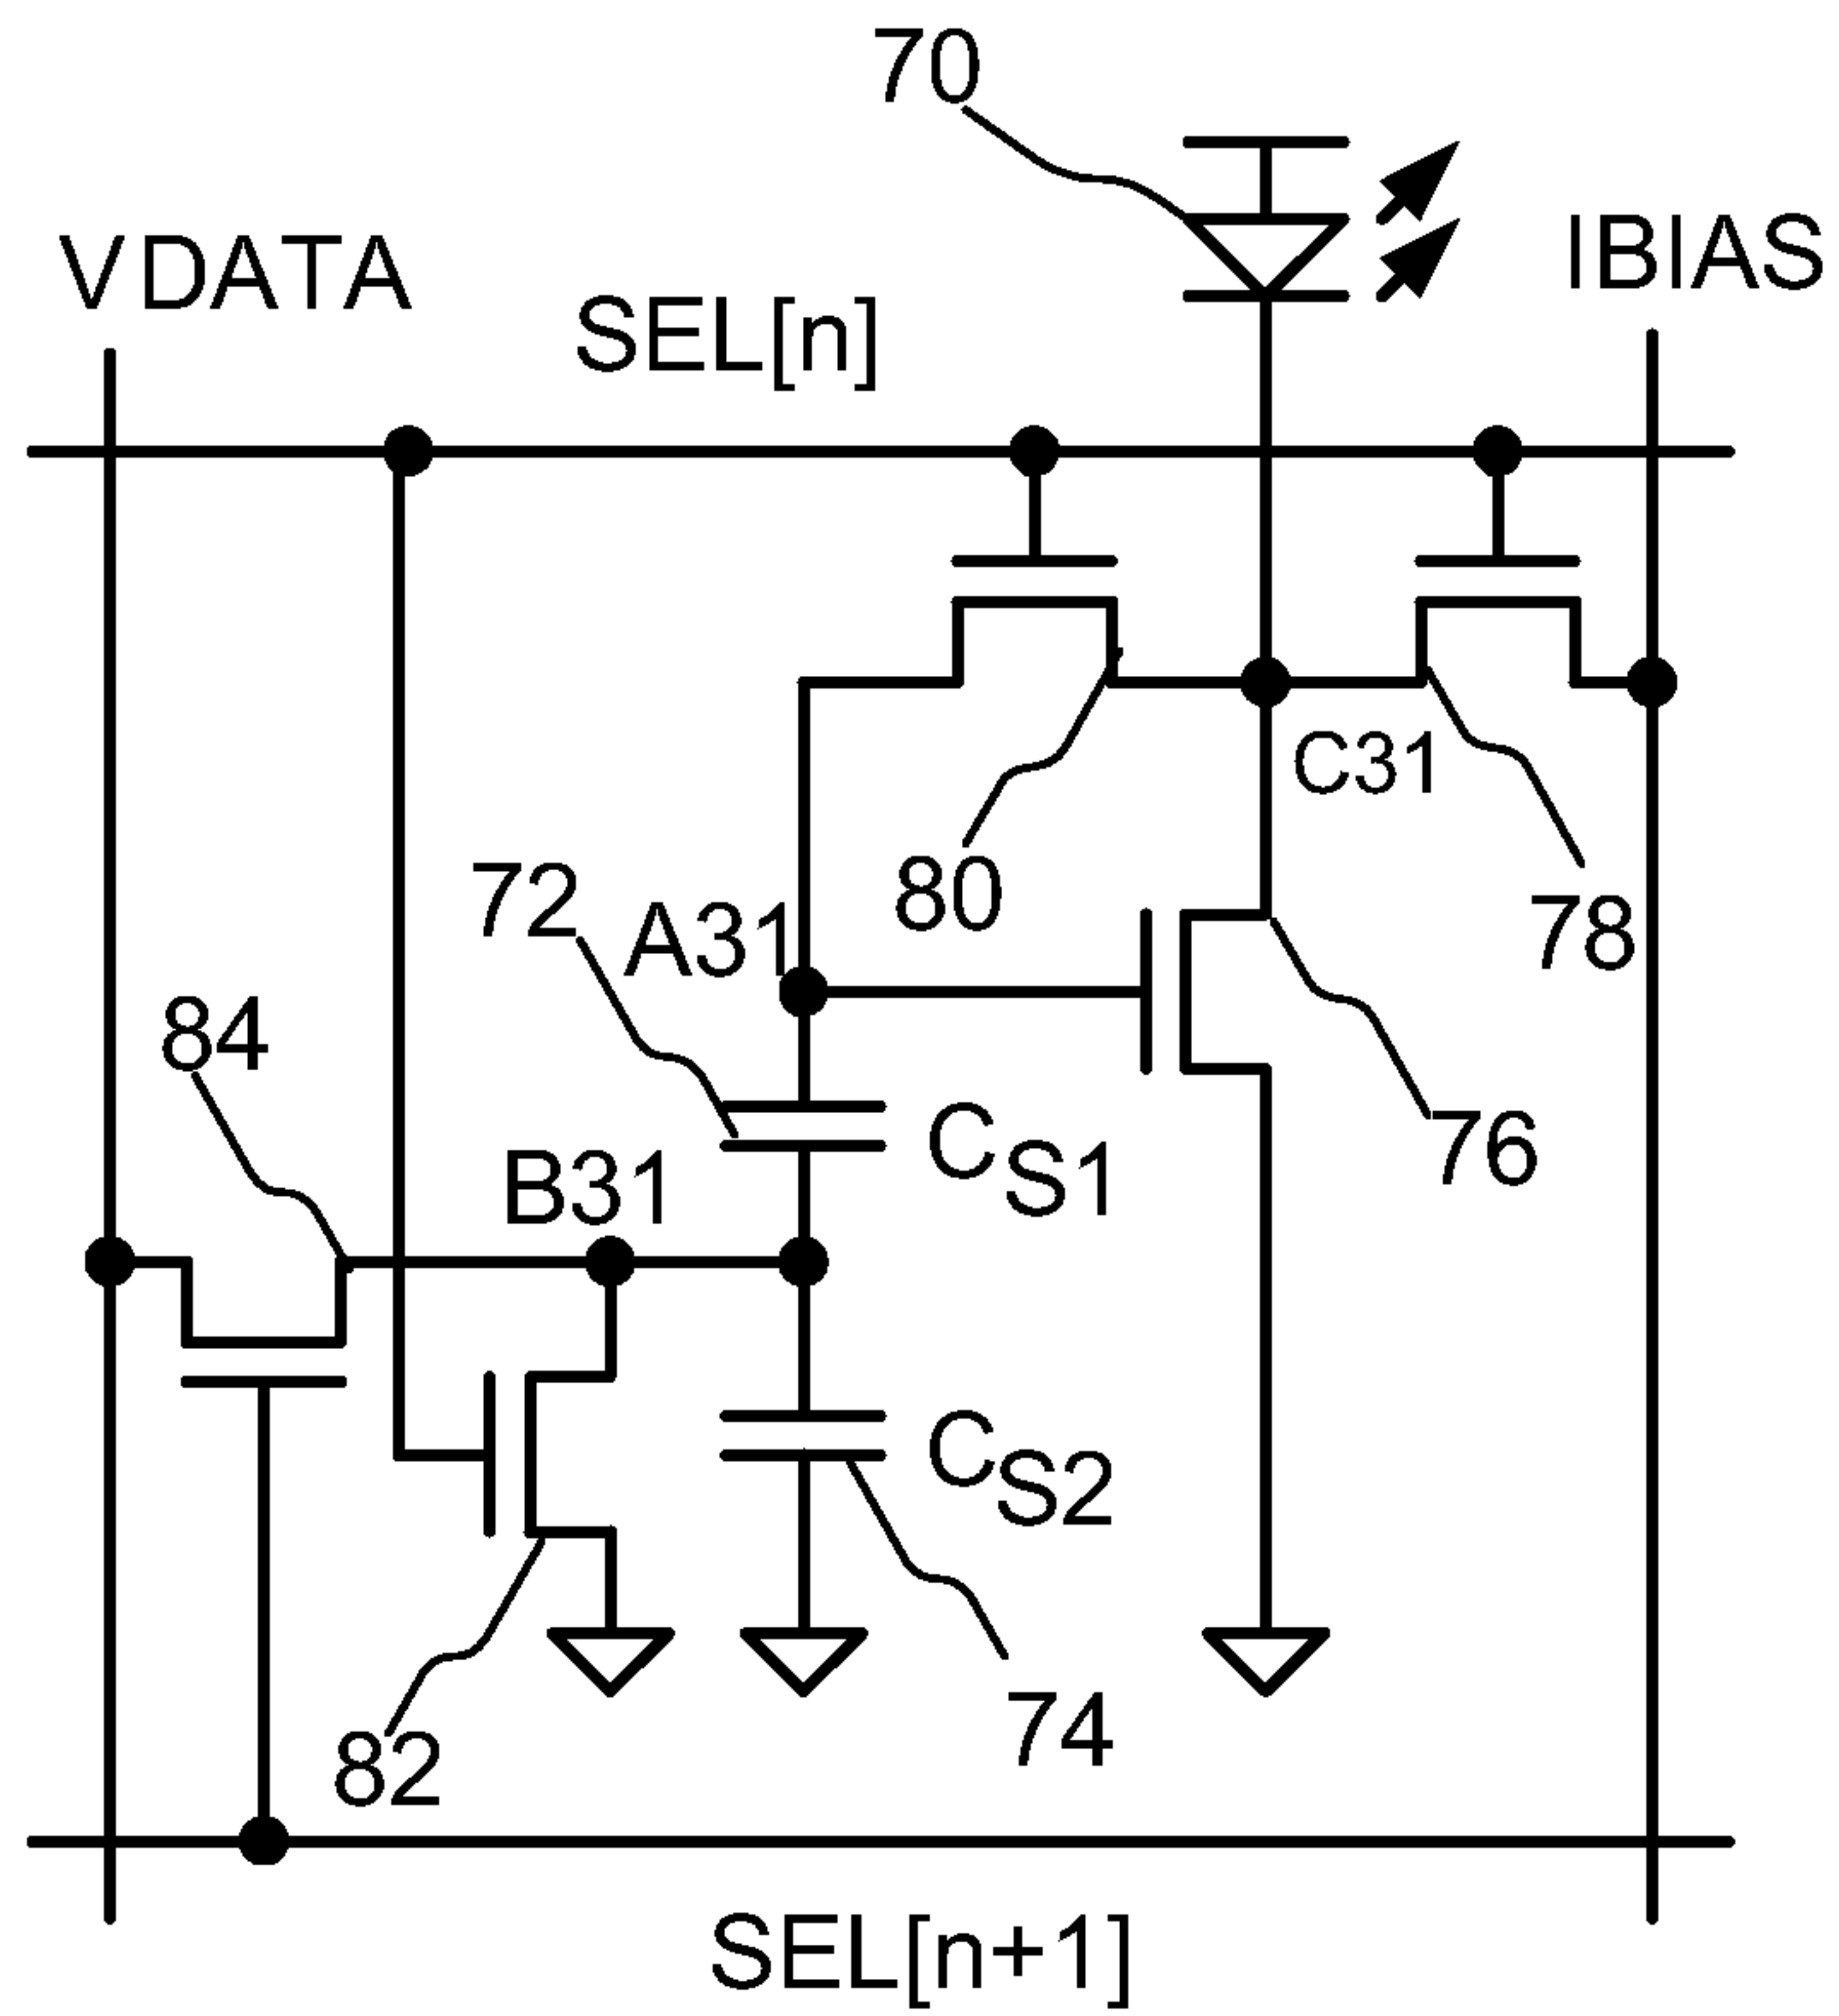 70
VDATA
SEL[n]
IBIAS
C31
72
A31
80
78
84
CS1
76
B31
CS2
74
82
SEL[n+1]